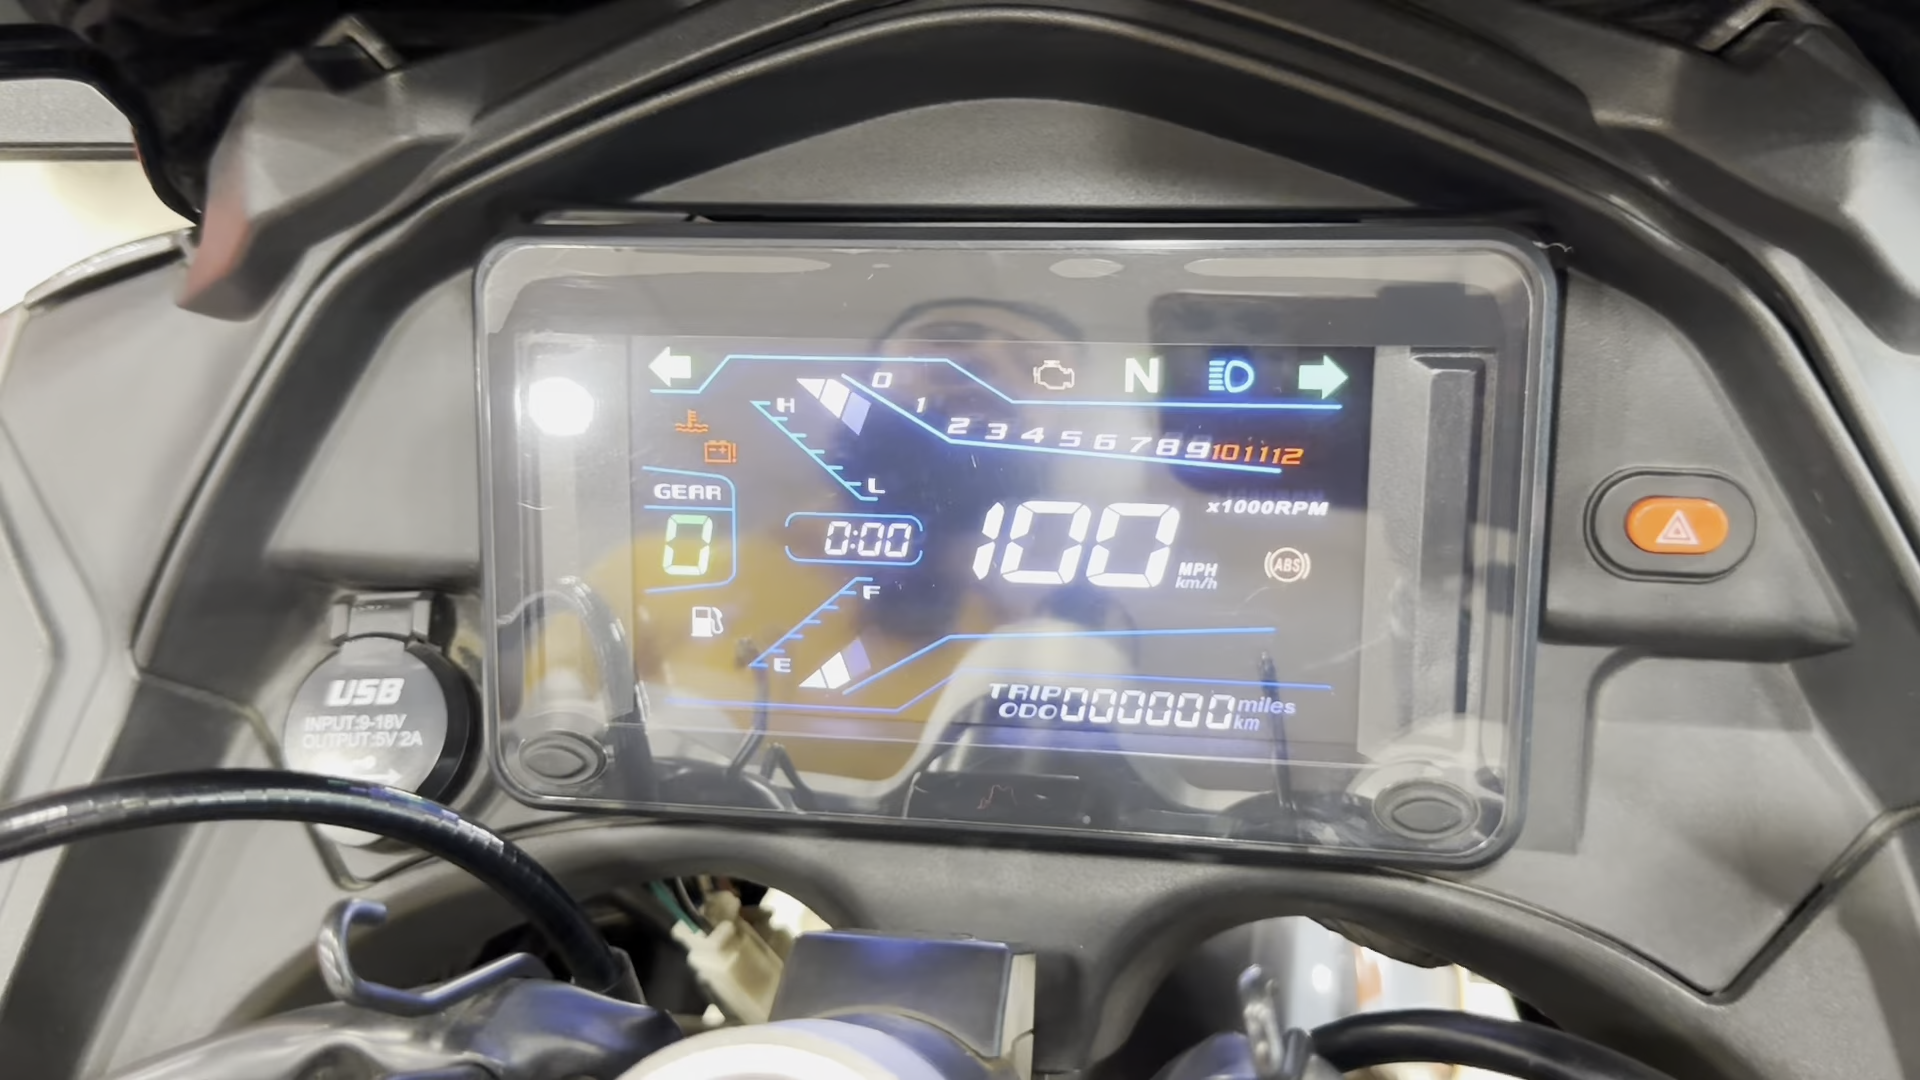 N
H
0
1
2 3 4 5 6 7 8 9 10 11 12
L
GEAR
0
0:00
100
x1000RPM
MPH
km/h
ABS
F
E
TRIP
ODO
000000
miles
km
USB
INPUT:9-18V
OUTPUT:5V 2A